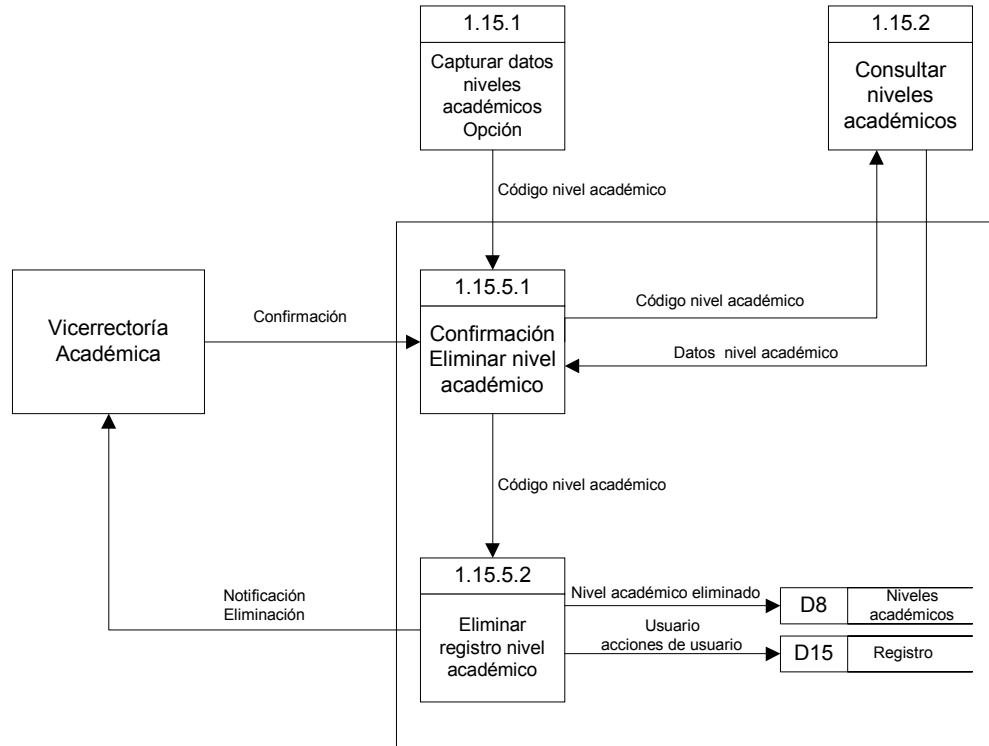 1.15.1
Capturar datos
niveles
académicos
Opción
1.15.2
Consultar
niveles
académicos
Código nivel académico
Vicerrectoría
Académica
Confirmación
1.15.5.1
Confirmación
Eliminar nivel
académico
Código nivel académico
Datos nivel académico
Código nivel académico
Notificación
Eliminación
1.15.5.2
Eliminar
registro nivel
académico
Nivel académico eliminado
Usuario
acciones de usuario
D8
Niveles
académicos
D15
Registro